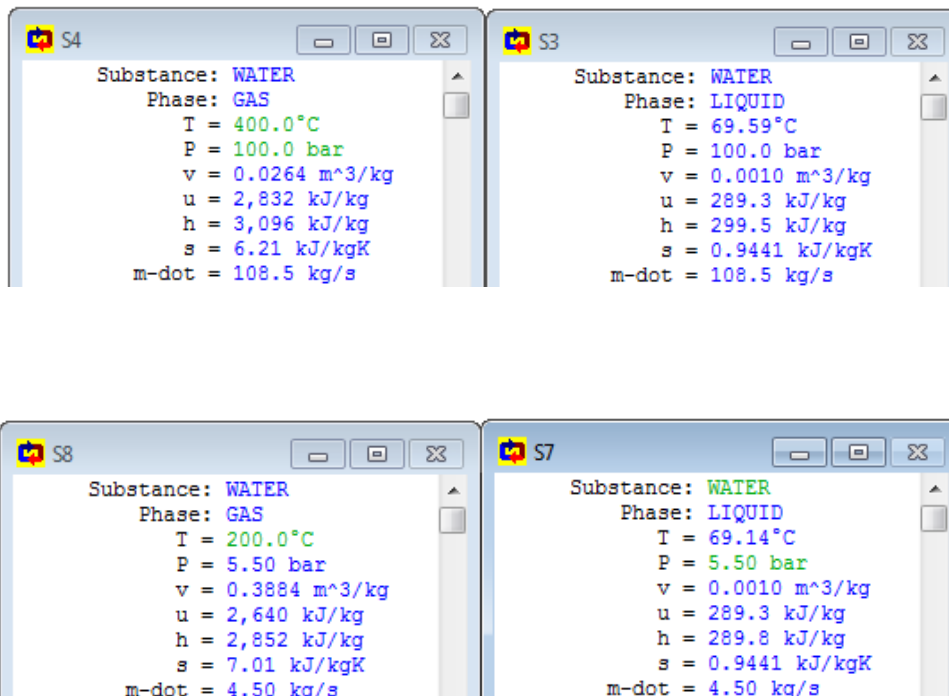 S4
Substance: WATER
Phase: GAS
T = 400.0°C
P = 100.0 bar
v = 0.0264 m^3/kg
u = 2,832 kJ/kg
h = 3,096 kJ/kg
s = 6.21 kJ/kgK
m-dot = 108.5 kg/s
S3
Substance: WATER
Phase: LIQUID
T = 69.59°C
P = 100.0 bar
v = 0.0010 m^3/kg
u = 289.3 kJ/kg
h = 299.5 kJ/kg
s = 0.9441 kJ/kgK
m-dot = 108.5 kg/s
S8
Substance: WATER
Phase: GAS
T = 200.0°C
P = 5.50 bar
v = 0.3884 m^3/kg
u = 2,640 kJ/kg
h = 2,852 kJ/kg
s = 7.01 kJ/kgK
m-dot = 4.50 kg/s
S7
Substance: WATER
Phase: LIQUID
T = 69.14°C
P = 5.50 bar
v = 0.0010 m^3/kg
u = 289.3 kJ/kg
h = 289.8 kJ/kg
s = 0.9441 kJ/kgK
m-dot = 4.50 kg/s